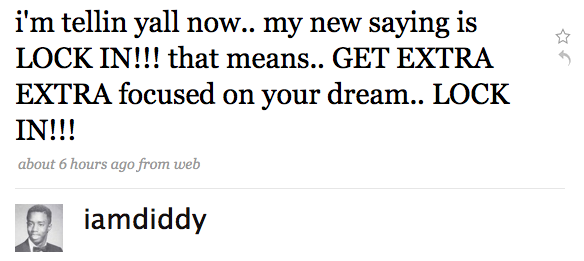 i'm tellin yall now.. my new saying is
LOCK IN!!! that means.. GET EXTRA
EXTRA focused on your dream.. LOCK
IN!!!
about 6 hours ago from web
iamdiddy